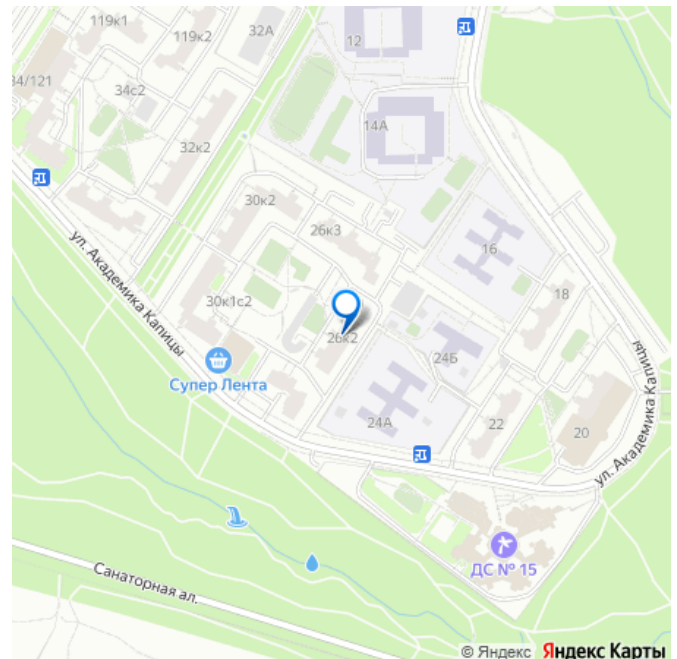 119к1
119к2
32А
12
34/121
34с2
14А
32к2
30к2
26к3
16
ул. Академика Капицы
30к1с2
18
26к2
24Б
Супер Лента
24А
22
20
ул. Академика Капицы
ДС № 15
Санаторная ал.
© Яндекс Яндекс Карты